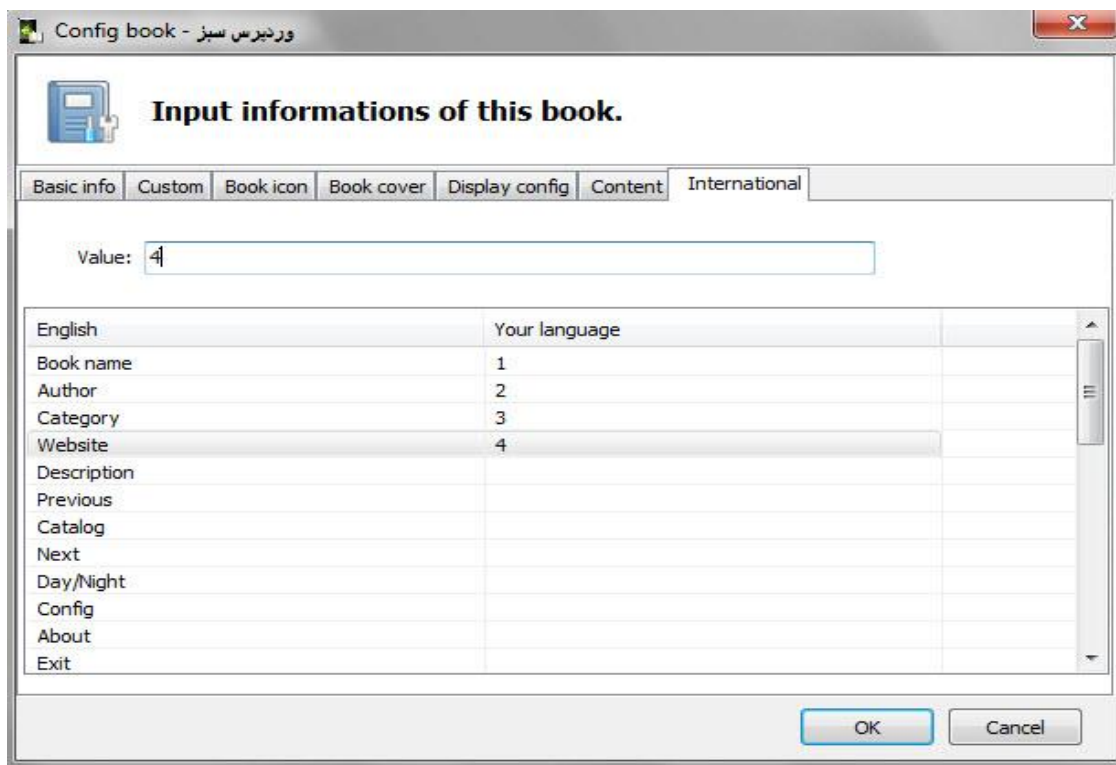 Config book - وردپرس سبز
Input informations of this book.
Basic info Custom Book icon Book cover Display config Content International
Value: 4
English Your language
Book name 1
Author 2
Category 3
Website 4
Description
Previous
Catalog
Next
Day/Night
Config
About
Exit
OK Cancel